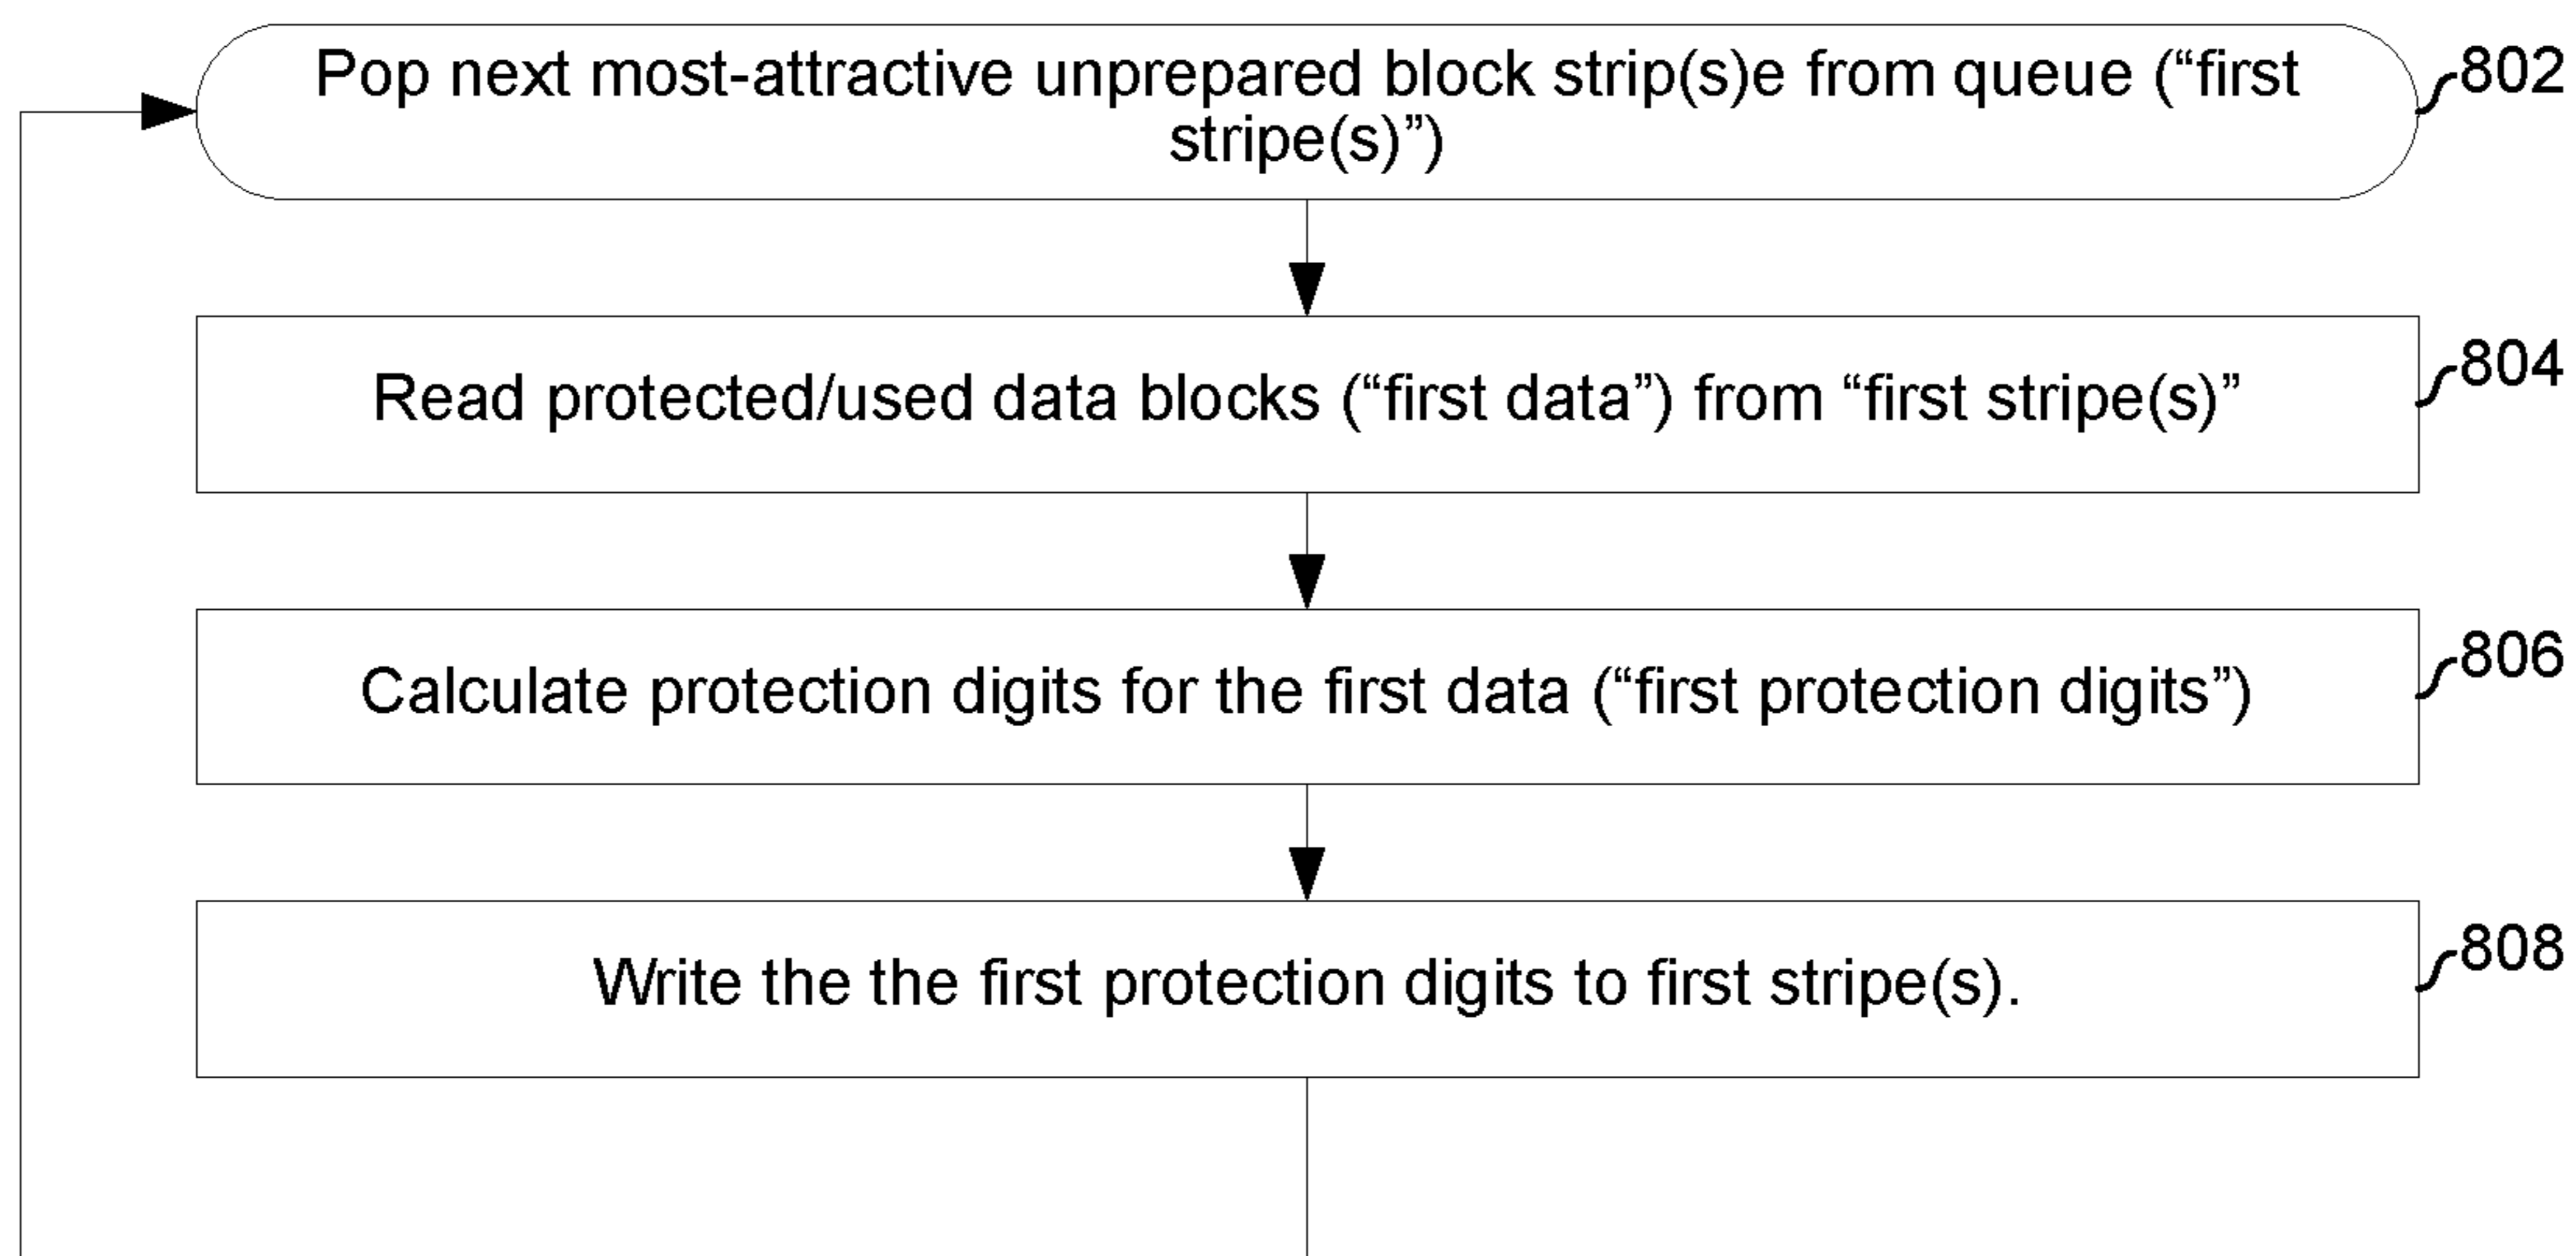 Pop next most-attractive unprepared block strip(s)e from queue (“first
stripe(s)”)
802
Read protected/used data blocks (“first data”) from “first stripe(s)”
804
Calculate protection digits for the first data (“first protection digits”)
806
Write the the first protection digits to first stripe(s).
808